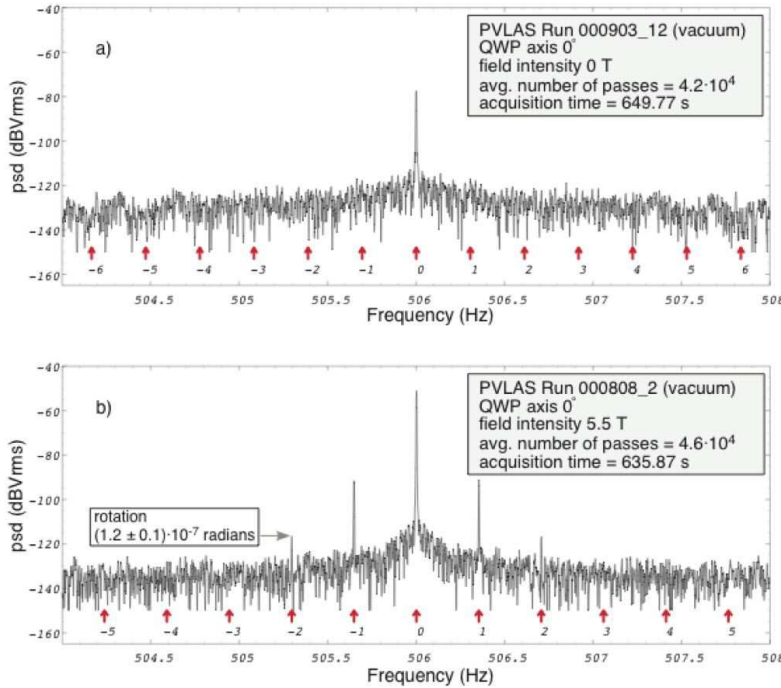 -40
-60
-80
-100
-120
-140
-160
psd (dBVrms)
a)
PVLAS Run 000903_12 (vacuum)
QWP axis 0°
field intensity 0 T
avg. number of passes = 4.2·10⁴
acquisition time = 649.77 s
-6 -5 -4 -3 -2 -1 0 1 2 3 4 5 6
504.5 505 505.5 506 506.5 507 507.5 508
Frequency (Hz)
-40
-60
-80
-100
-120
-140
-160
psd (dBVrms)
b)
PVLAS Run 000808_2 (vacuum)
QWP axis 0°
field intensity 5.5 T
avg. number of passes = 4.6·10⁴
acquisition time = 635.87 s
rotation
(1.2 ± 0.1)·10⁻⁷ radians
-5 -4 -3 -2 -1 0 1 2 3 4 5
504.5 505 505.5 506 506.5 507 507.5 508
Frequency (Hz)